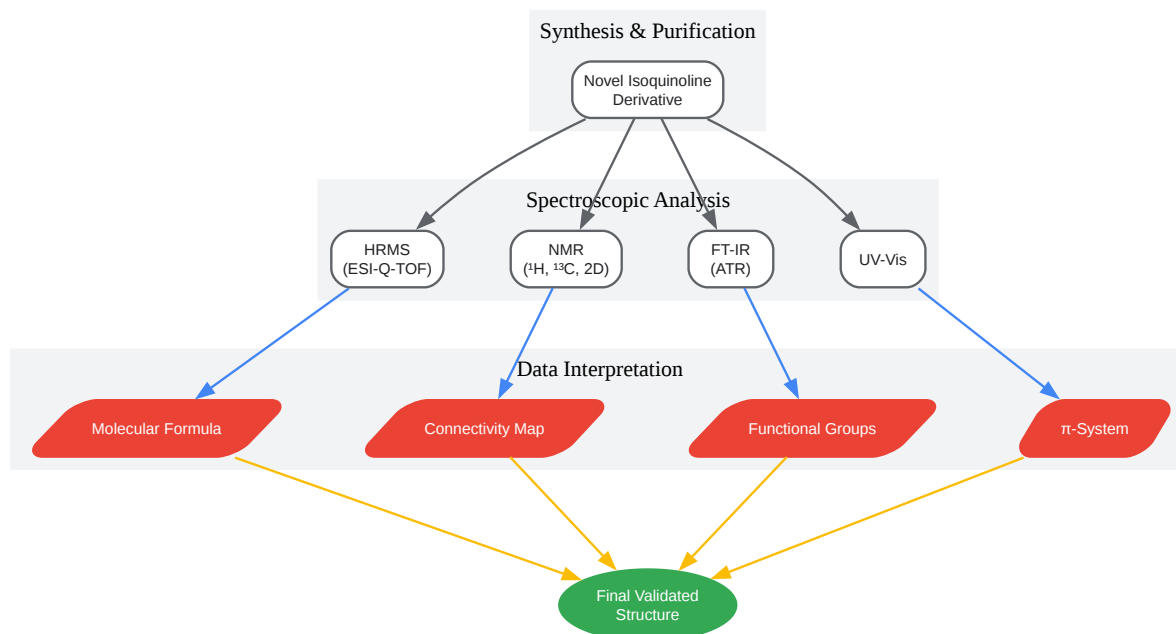 Synthesis & Purification
Novel Isoquinoline
Derivative
Spectroscopic Analysis
HRMS
(ESI-Q-TOF)
NMR
(¹H, ¹³C, 2D)
FT-IR
(ATR)
UV-Vis
Data Interpretation
Molecular Formula
Connectivity Map
Functional Groups
π-System
Final Validated
Structure